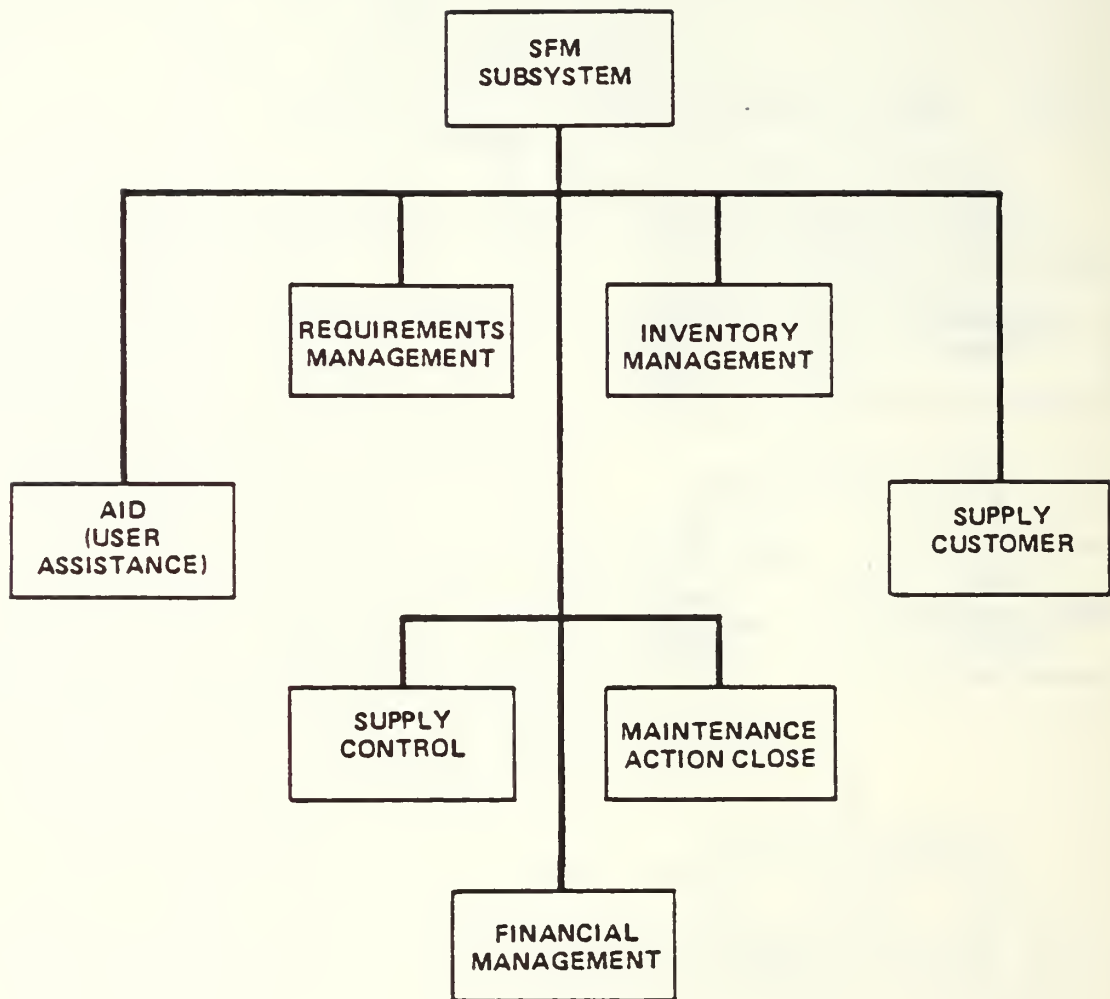 SFM
SUBSYSTEM
REQUIREMENTS
MANAGEMENT
INVENTORY
MANAGEMENT
AID
(USER
ASSISTANCE)
SUPPLY
CUSTOMER
SUPPLY
CONTROL
MAINTENANCE
ACTION CLOSE
FINANCIAL
MANAGEMENT